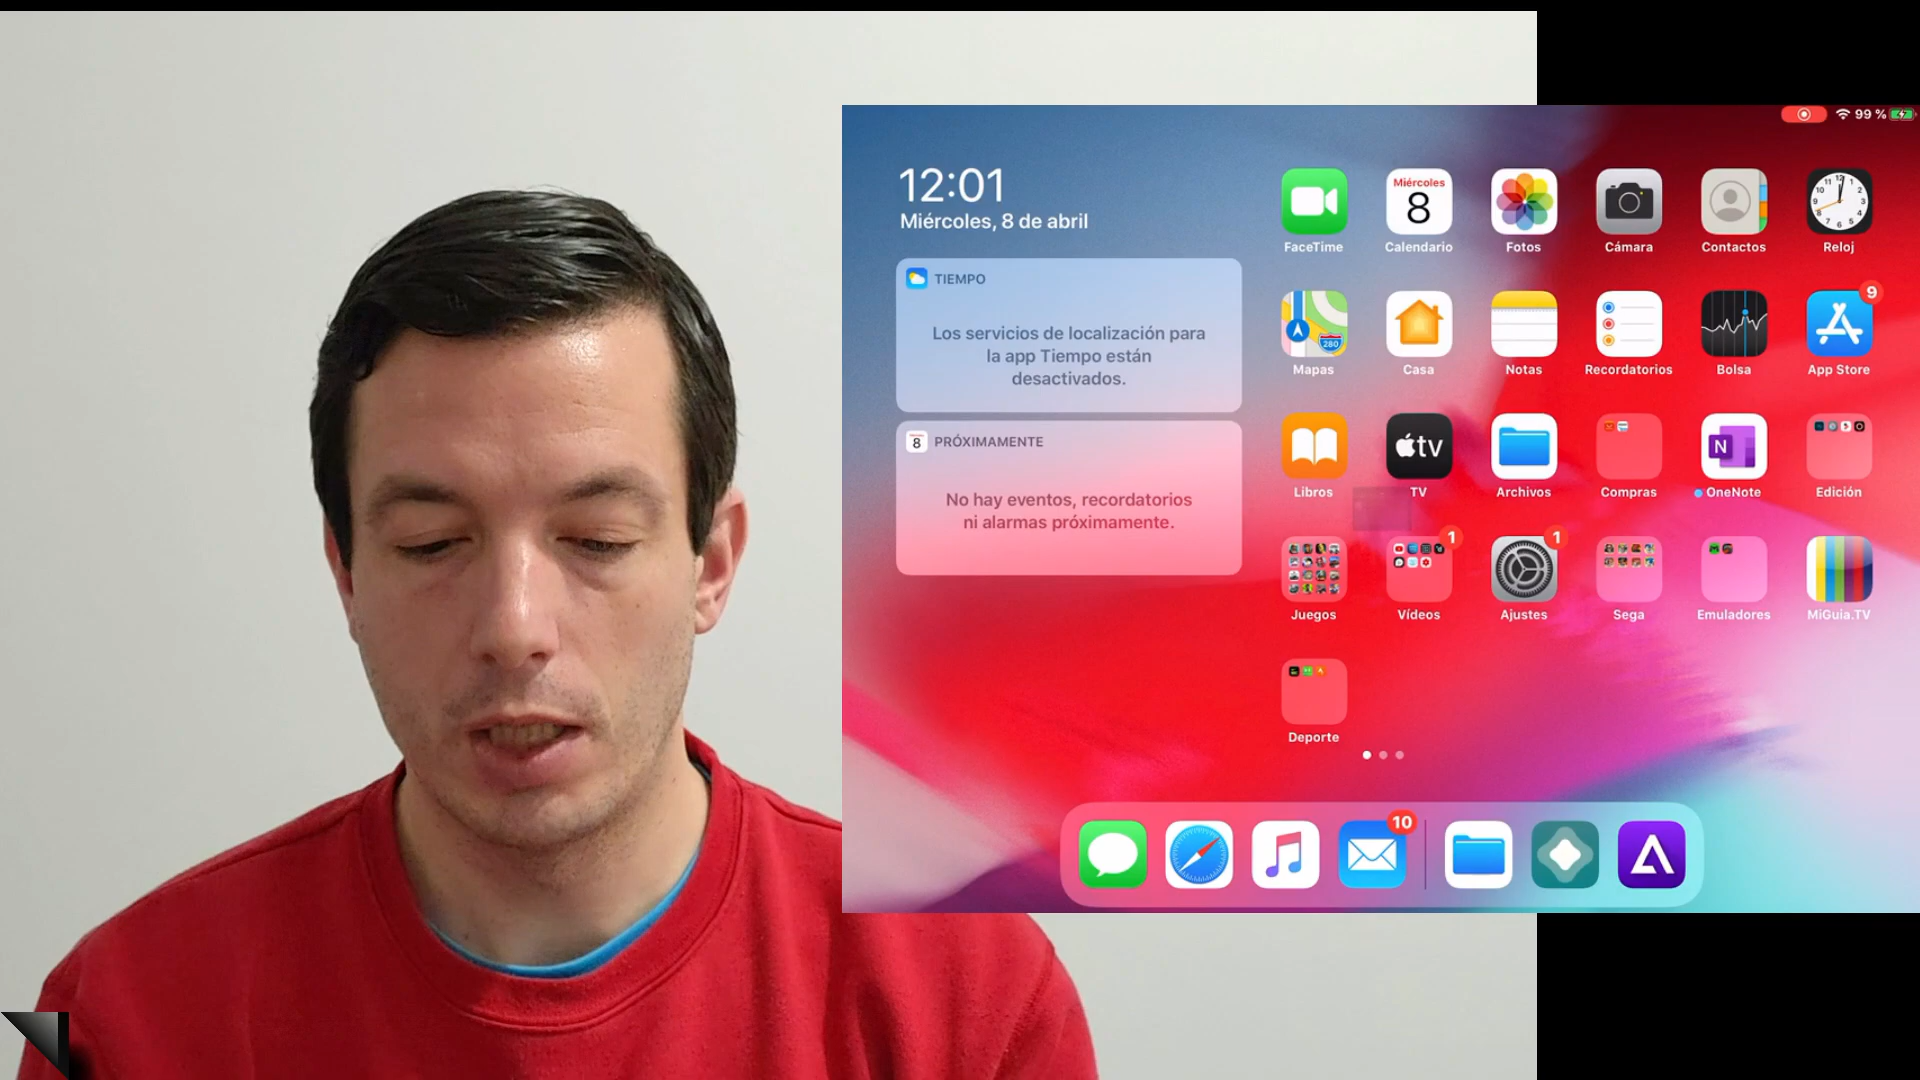 99 %
12:01
Miércoles, 8 de abril
TIEMPO
Los servicios de localización para
la app Tiempo están
desactivados.
8 PRÓXIMAMENTE
No hay eventos, recordatorios
ni alarmas próximamente.
Miércoles
8
FaceTime Calendario Fotos Cámara Contactos Reloj
9
280
Mapas Casa Notas Recordatorios Bolsa App Store
tv
N
Libros TV Archivos Compras OneNote Edición
1
1
Juegos Vídeos Ajustes Sega Emuladores MiGuia.TV
Deporte
10